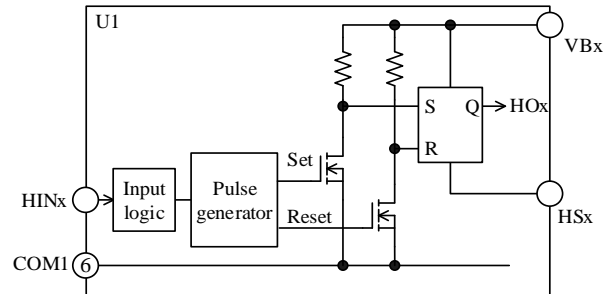 U1
VBx
S Q HOx
R
Set
Input
logic
Pulse
generator
HINx
HSx
Reset
COM1 6